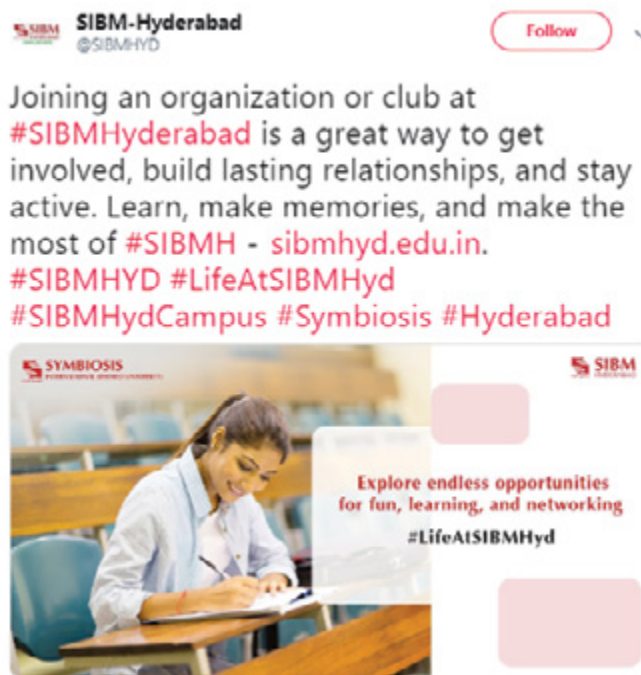 SIBM-Hyderabad
@SIBMHYD
Follow
Joining an organization or club at
#SIBMHyderabad is a great way to get
involved, build lasting relationships, and stay
active. Learn, make memories, and make the
most of #SIBMH - sibmhyd.edu.in.
#SIBMHYD #LifeAtSIBMHyd
#SIBMHydCampus #Symbiosis #Hyderabad
SYMBIOSIS
SIBM
Explore endless opportunities
for fun, learning, and networking
#LifeAtSIBMHyd